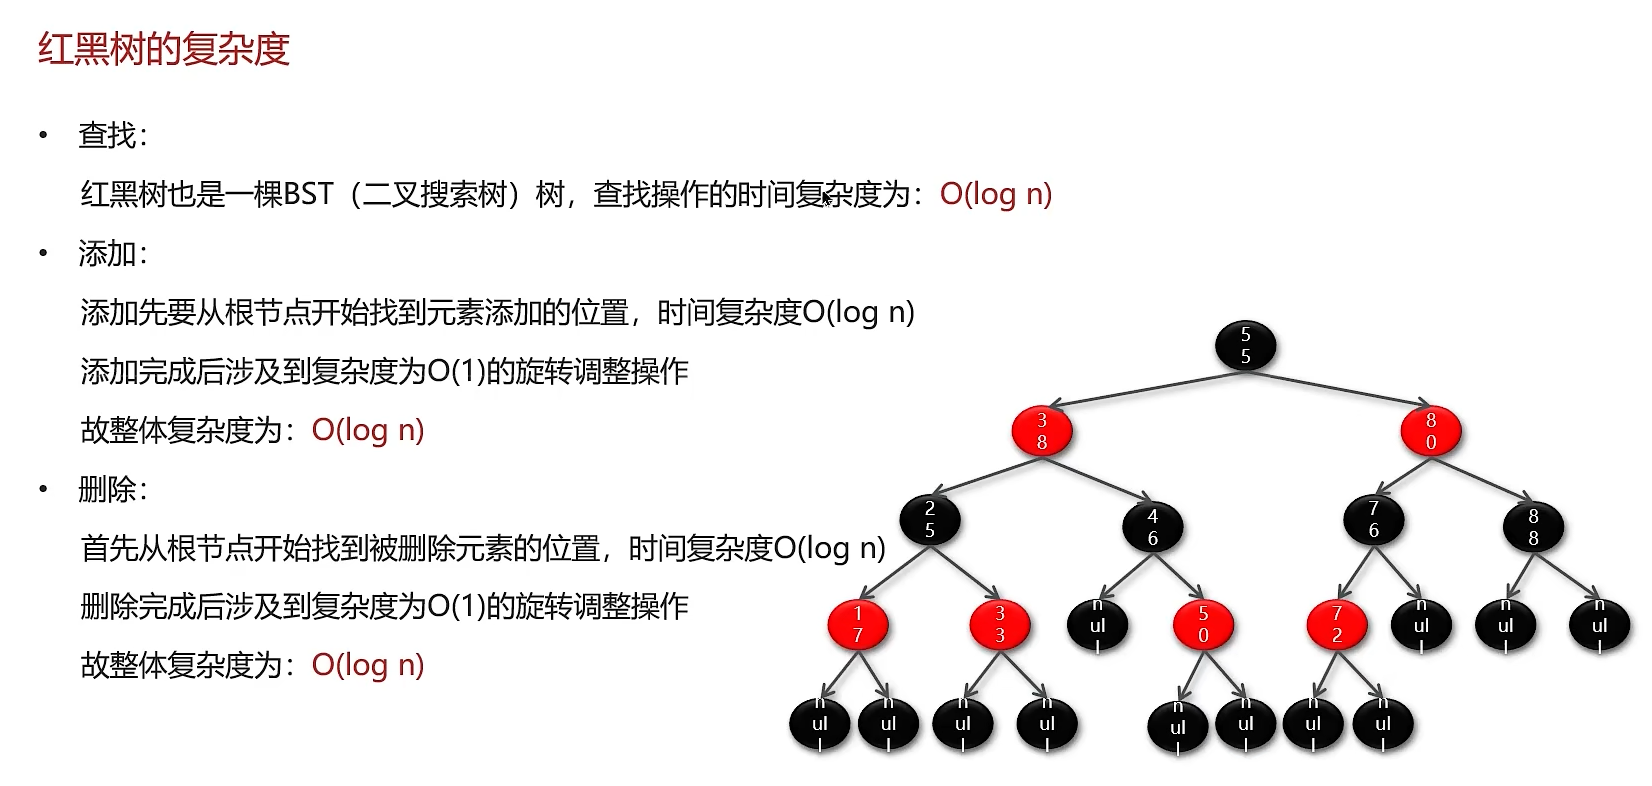 红黑树的复杂度
• 查找：
红黑树也是一棵BST（二叉搜索树）树，查找操作的时间复杂度为：O(log n)
• 添加：
添加先要从根节点开始找到元素添加的位置，时间复杂度O(log n)
添加完成后涉及到复杂度为O(1)的旋转调整操作
故整体复杂度为：O(log n)
• 删除：
首先从根节点开始找到被删除元素的位置，时间复杂度O(log n)
删除完成后涉及到复杂度为O(1)的旋转调整操作
故整体复杂度为：O(log n)
55
38 80
25 46 76 88
17 33 null 50 72 null null null
null null null null null null null null